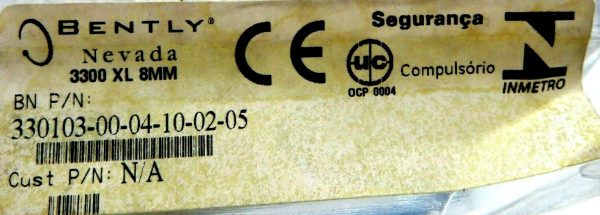 BENTLY®
Nevada
3300 XL 8MM
BN P/N:
330103-00-04-10-02-05
Cust P/N: N/A
CE
Segurança
UC
Compulsório
OCP 0004
INMETRO